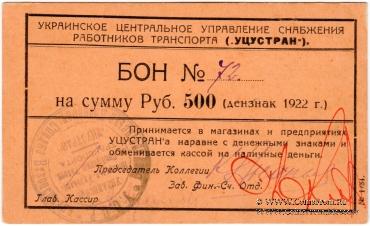 УКРАИНСКОЕ ЦЕНТРАЛЬНОЕ УПРАВЛЕНИЕ СНАБЖЕНИЯ
РАБОТНИКОВ ТРАНСПОРТА („УЦУСТРАН“).
БОН № 72
на сумму Руб. 500 (дензнак 1922 г.)
Принимается в магазинах и предприятиях
УЦУСТРАН'а наравне с денежными знаками и
обменивается кассой на наличные деньги.
Председатель Коллегии
Зав. Фин.-Сч. Отд.
Глав. Кассир